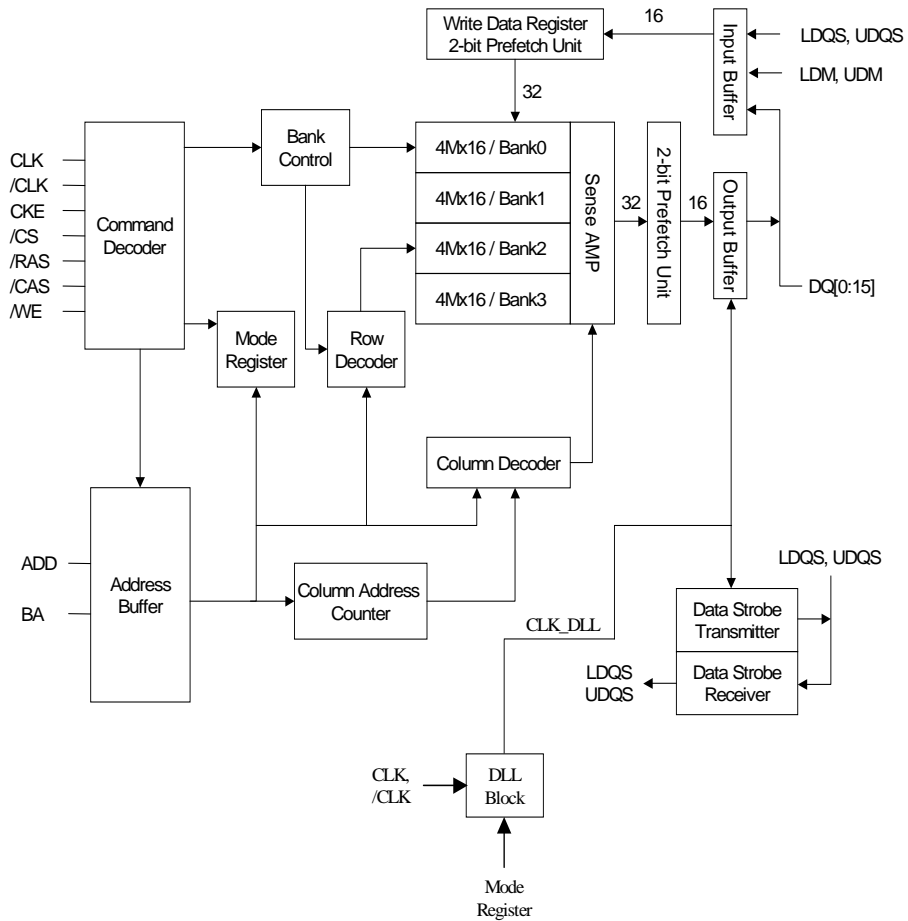 Write Data Register
2-bit Prefetch Unit
16
Input Buffer
LDQS, UDQS
LDM, UDM
32
CLK
/CLK
CKE
/CS
/RAS
/CAS
/WE
Command
Decoder
Bank
Control
4Mx16 / Bank0
4Mx16 / Bank1
4Mx16 / Bank2
4Mx16 / Bank3
Sense AMP
32
2-bit Prefetch Unit
16
Output Buffer
DQ[0:15]
Mode
Register
Row
Decoder
Column Decoder
ADD
BA
Address
Buffer
Column Address
Counter
CLK_DLL
LDQS, UDQS
Data Strobe
Transmitter
Data Strobe
Receiver
LDQS
UDQS
CLK,
/CLK
DLL
Block
Mode
Register